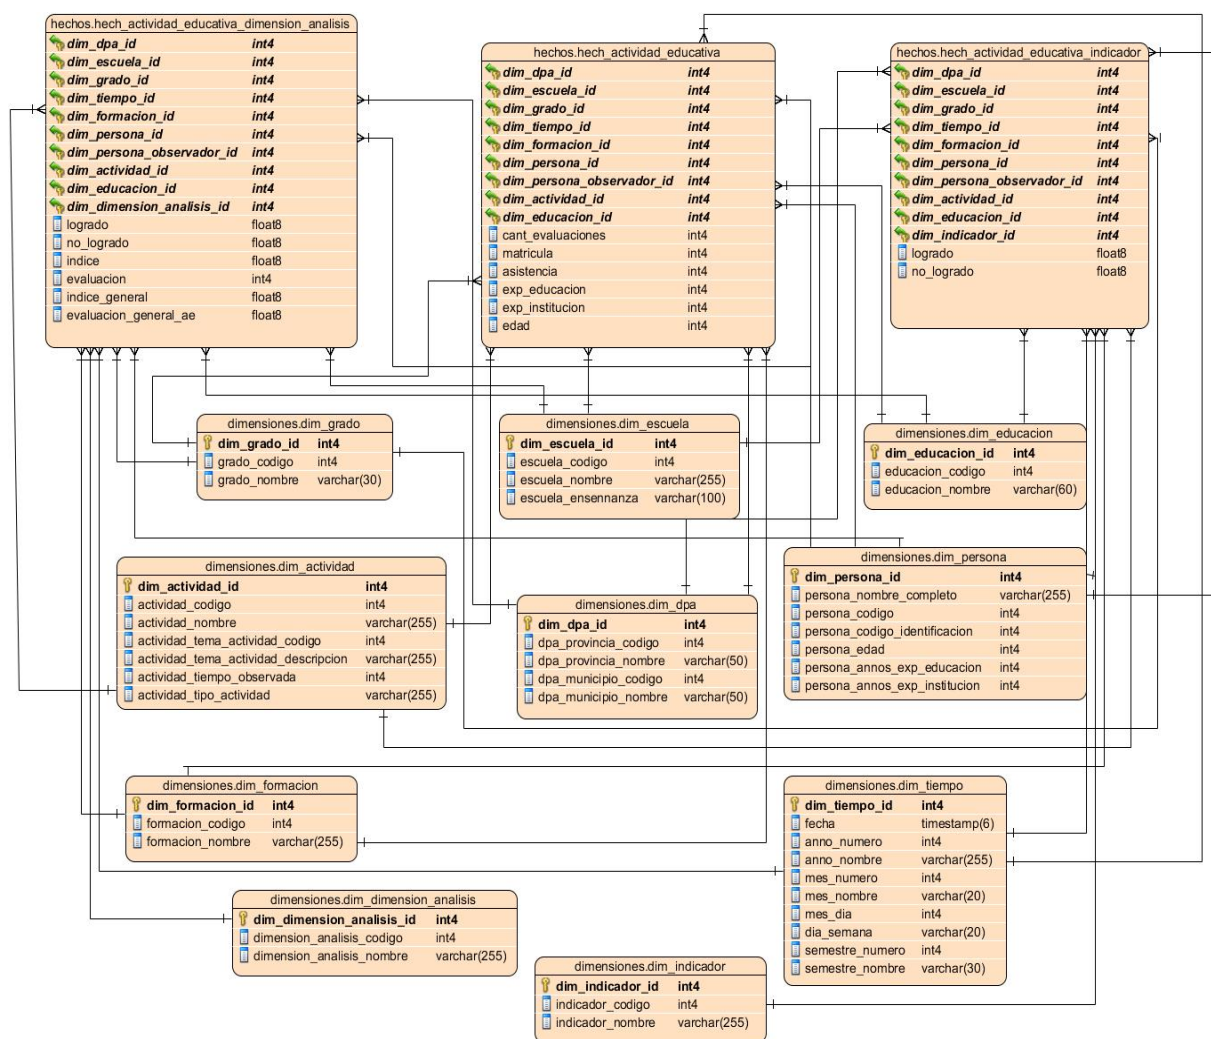 hechos.hech_actividad_educativa_dimension_analisis
dim_dpa_id int4
dim_escuela_id int4
dim_grado_id int4
dim_tiempo_id int4
dim_formacion_id int4
dim_persona_id int4
dim_persona_observador_id int4
dim_actividad_id int4
dim_educacion_id int4
dim_dimension_analisis_id int4
logrado float8
no_logrado float8
indice float8
evaluacion int4
indice_general float8
evaluacion_general_ae float8
hechos.hech_actividad_educativa
dim_dpa_id int4
dim_escuela_id int4
dim_grado_id int4
dim_tiempo_id int4
dim_formacion_id int4
dim_persona_id int4
dim_persona_observador_id int4
dim_actividad_id int4
dim_educacion_id int4
cant_evaluaciones int4
matricula int4
asistencia int4
exp_educacion int4
exp_institucion int4
edad int4
hechos.hech_actividad_educativa_indicador
dim_dpa_id int4
dim_escuela_id int4
dim_grado_id int4
dim_tiempo_id int4
dim_formacion_id int4
dim_persona_id int4
dim_persona_observador_id int4
dim_actividad_id int4
dim_educacion_id int4
dim_indicador_id int4
logrado float8
no_logrado float8
dimensiones.dim_grado
dim_grado_id int4
grado_codigo int4
grado_nombre varchar(30)
dimensiones.dim_escuela
dim_escuela_id int4
escuela_codigo int4
escuela_nombre varchar(255)
escuela_ensennanza varchar(100)
dimensiones.dim_educacion
dim_educacion_id int4
educacion_codigo int4
educacion_nombre varchar(60)
dimensiones.dim_actividad
dim_actividad_id int4
actividad_codigo int4
actividad_nombre varchar(255)
actividad_tema_actividad_codigo int4
actividad_tema_actividad_descripcion varchar(255)
actividad_tiempo_observada int4
actividad_tipo_actividad varchar(255)
dimensiones.dim_dpa
dim_dpa_id int4
dpa_provincia_codigo int4
dpa_provincia_nombre varchar(50)
dpa_municipio_codigo int4
dpa_municipio_nombre varchar(50)
dimensiones.dim_persona
dim_persona_id int4
persona_nombre_completo varchar(255)
persona_codigo int4
persona_codigo_identificacion int4
persona_edad int4
persona_annos_exp_educacion int4
persona_annos_exp_institucion int4
dimensiones.dim_formacion
dim_formacion_id int4
formacion_codigo int4
formacion_nombre varchar(255)
dimensiones.dim_tiempo
dim_tiempo_id int4
fecha timestamp(6)
anno_numero int4
anno_nombre varchar(255)
mes_numero int4
mes_nombre varchar(20)
mes_dia int4
dia_semana varchar(20)
semestre_numero int4
semestre_nombre varchar(30)
dimensiones.dim_dimension_analisis
dim_dimension_analisis_id int4
dimension_analisis_codigo int4
dimension_analisis_nombre varchar(255)
dimensiones.dim_indicador
dim_indicador_id int4
indicador_codigo int4
indicador_nombre varchar(255)